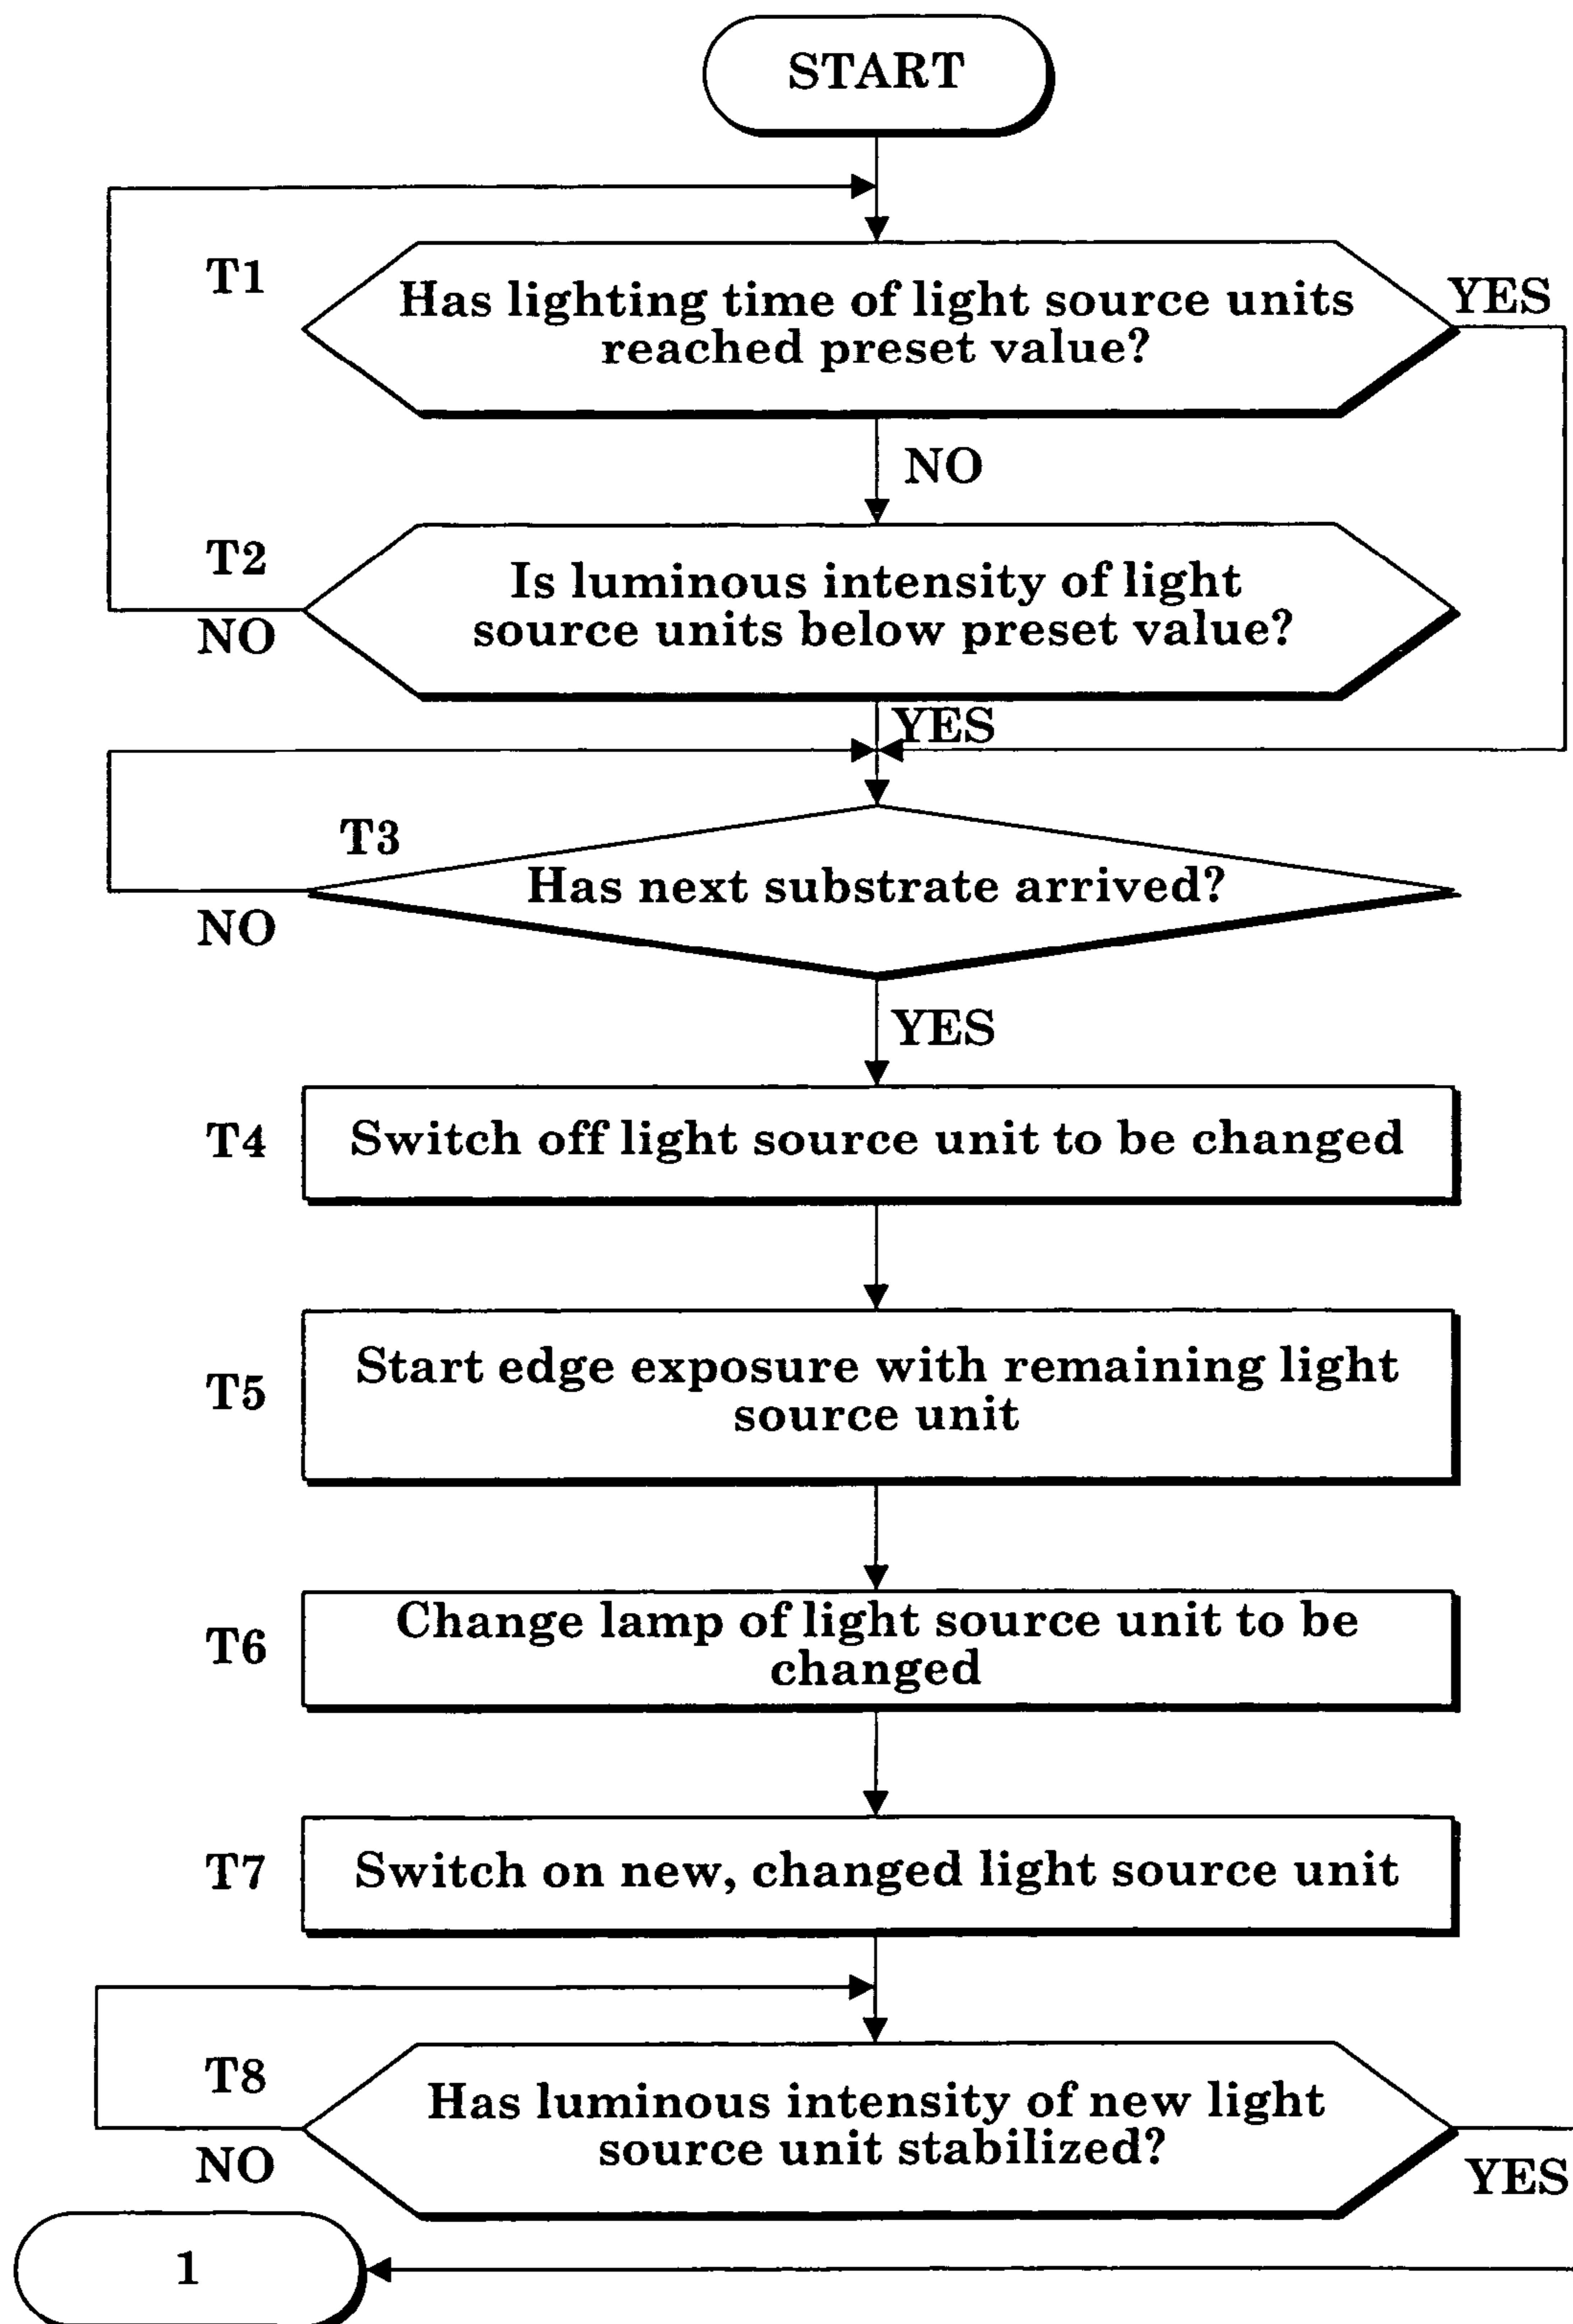 START
T1
Has lighting time of light source units
reached preset value?
YES
NO
T2
Is luminous intensity of light
source units below preset value?
NO
YES
T3
Has next substrate arrived?
NO
YES
T4
Switch off light source unit to be changed
T5
Start edge exposure with remaining light
source unit
T6
Change lamp of light source unit to be
changed
T7
Switch on new, changed light source unit
T8
Has luminous intensity of new light
source unit stabilized?
NO
YES
1